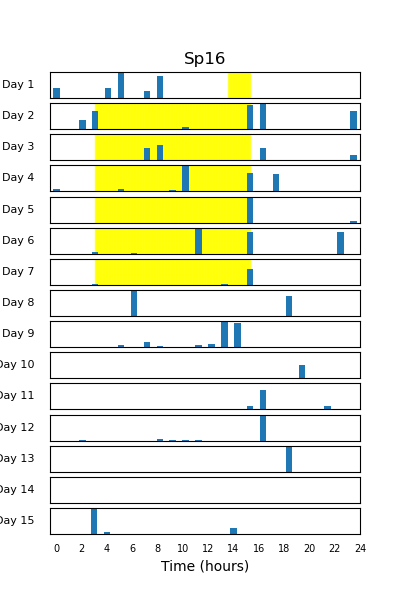 Sp16
Day 1
Day 2
Day 3
Day 4
Day 5
Day 6
Day 7
Day 8
Day 9
Day 10
Day 11
Day 12
Day 13
Day 14
Day 15
0 2 4 6 8 10 12 14 16 18 20 22 24
Time (hours)